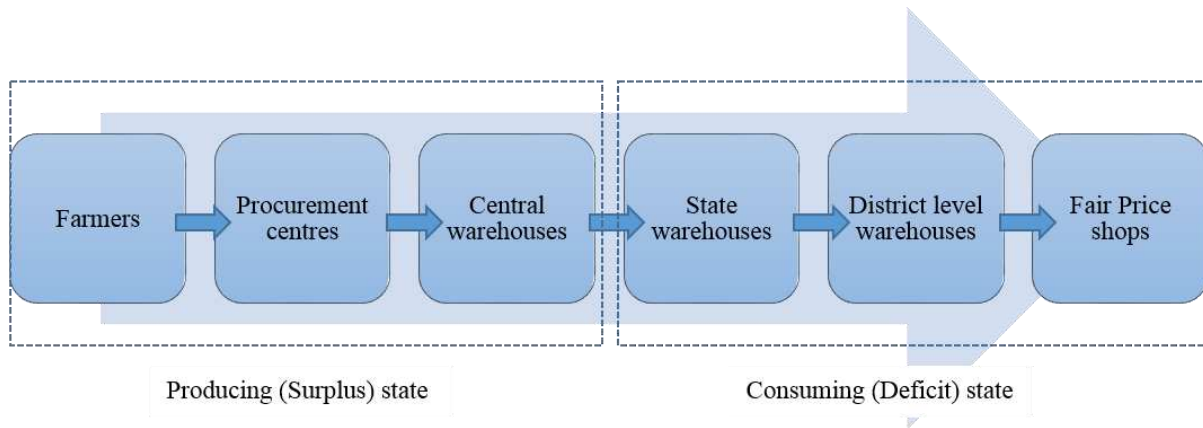 Farmers
Procurement
centres
Central
warehouses
State
warehouses
District level
warehouses
Fair Price
shops
Producing (Surplus) state
Consuming (Deficit) state